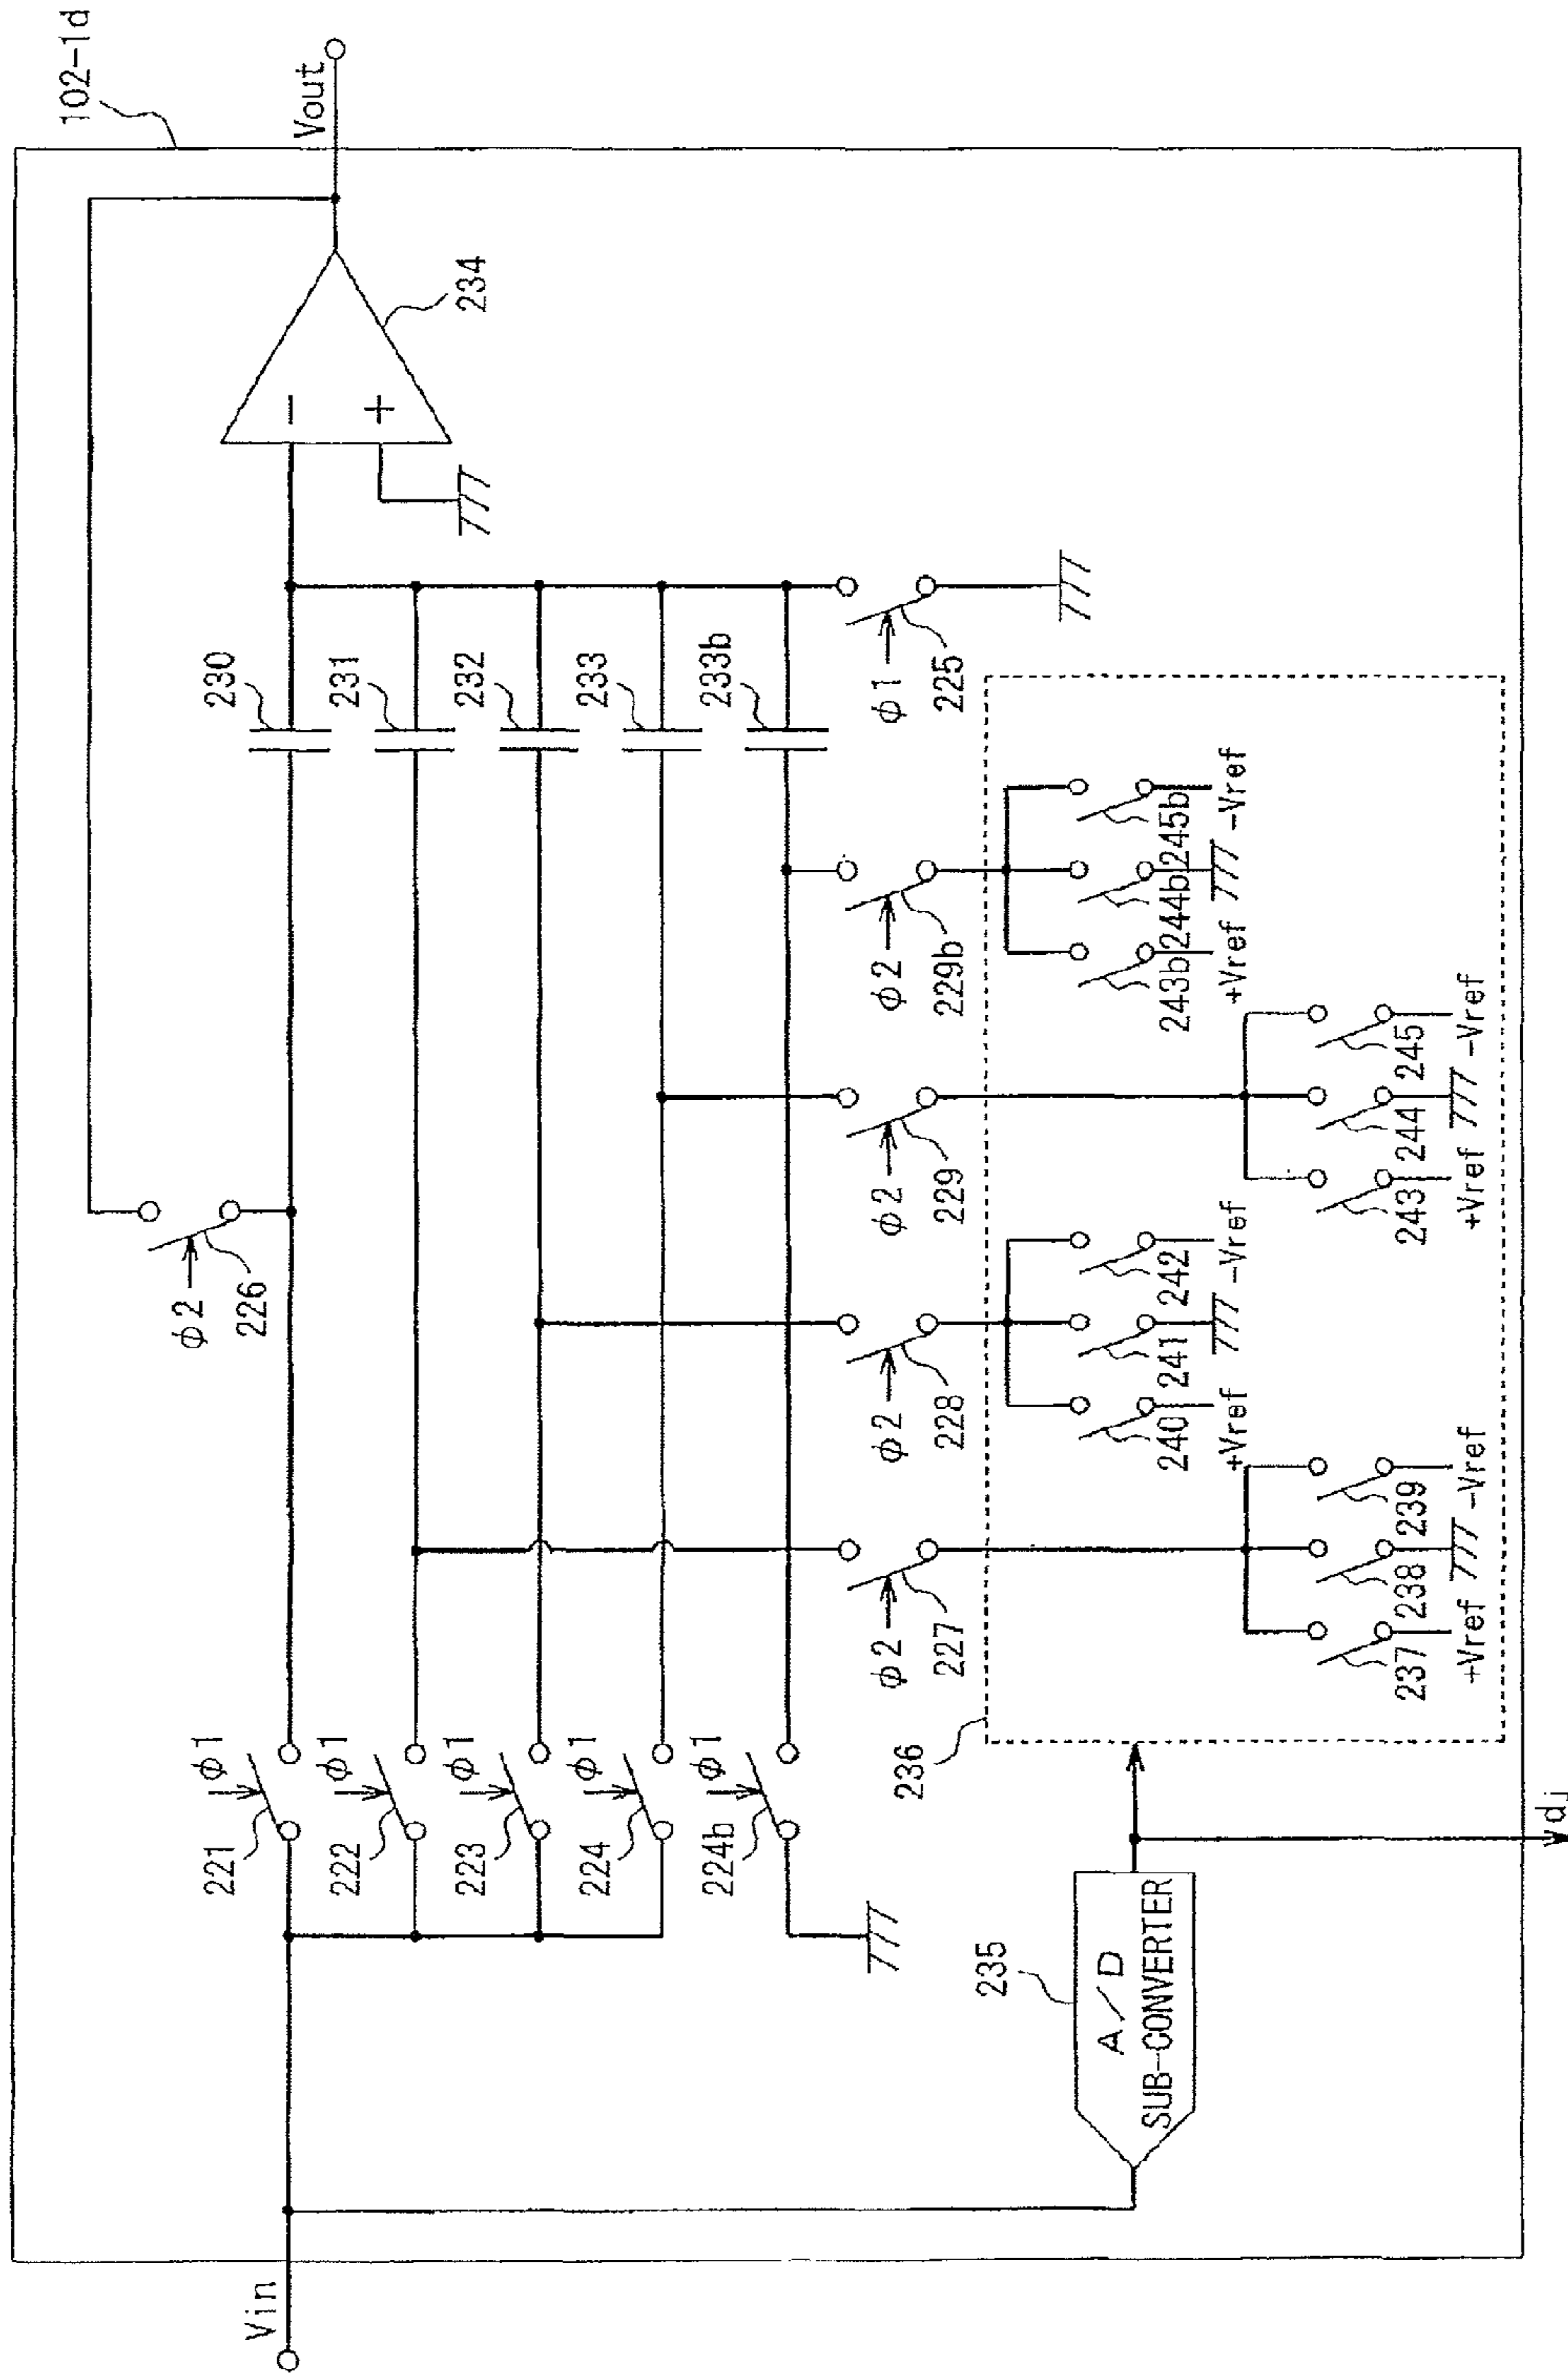 102-1d
Vin
Vout
φ2
226
221
φ1
222
φ1
223
φ1
224
φ1
224b
φ1
230
231
232
233
233b
−
+
234
φ1
225
φ2
227
φ2
228
φ2
229
φ2
229b
235
A/D
SUB-CONVERTER
236
237
238
239
+Vref
-Vref
240
241
242
+Vref
-Vref
243
244
245
+Vref
-Vref
243b
244b
245b
+Vref
-Vref